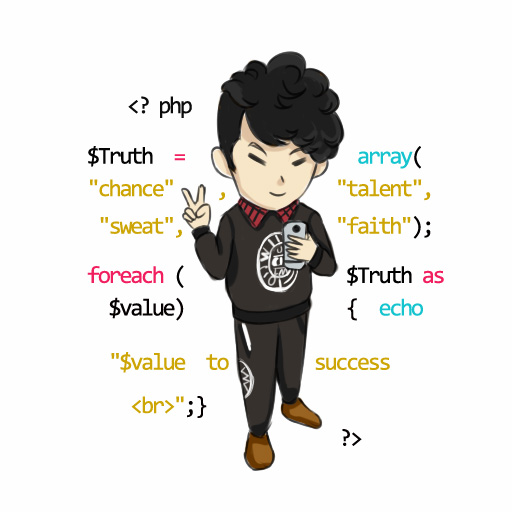 <? php
$Truth = array(
"chance" , "talent",
"sweat", "faith");
foreach ( $Truth as
$value) { echo
"$value to success
<br>";}
?>